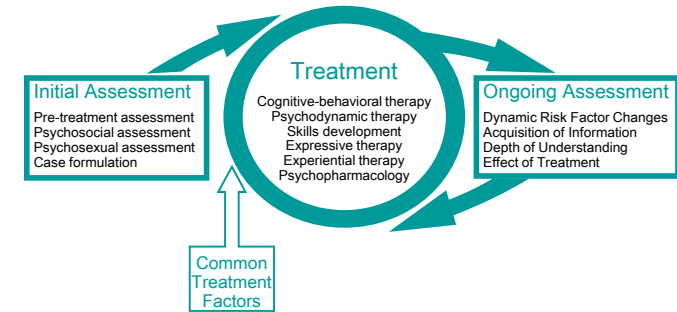 Initial Assessment
Pre-treatment assessment
Psychosocial assessment
Psychosexual assessment
Case formulation
Treatment
Cognitive-behavioral therapy
Psychodynamic therapy
Skills development
Expressive therapy
Experiential therapy
Psychopharmacology
Ongoing Assessment
Dynamic Risk Factor Changes
Acquisition of Information
Depth of Understanding
Effect of Treatment
Common
Treatment
Factors